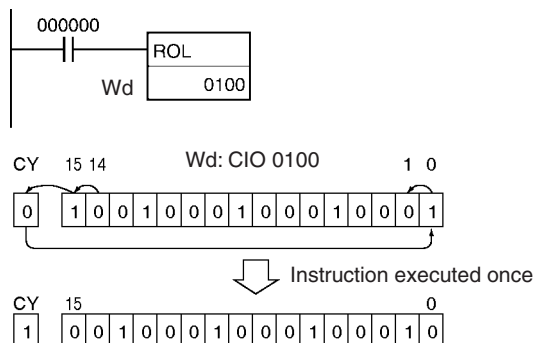 000000
ROL
Wd 0100
CY 15 14 Wd: CIO 0100 1 0
0 1 0 0 1 0 0 0 1 0 0 0 1 0 0 0 1
Instruction executed once
CY 15 0
1 0 0 1 0 0 0 1 0 0 0 1 0 0 0 1 0